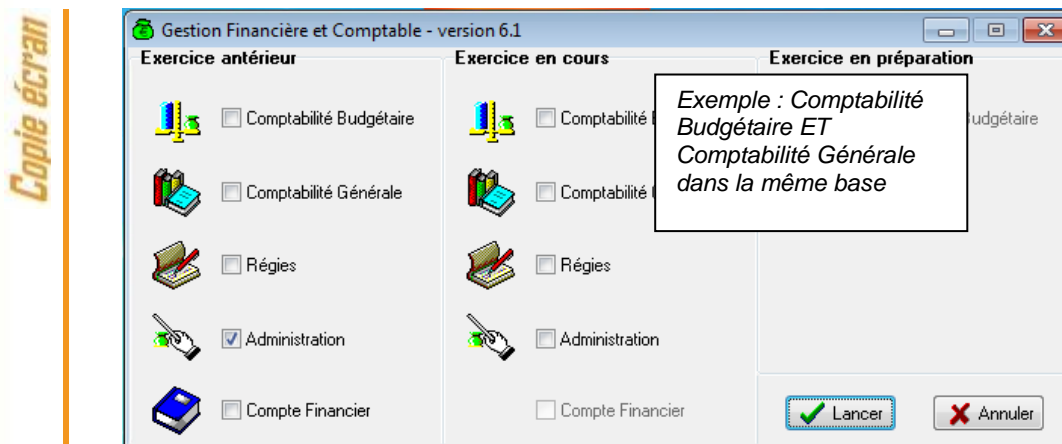 Copie écran
Gestion Financière et Comptable - version 6.1
Exercice antérieur
Comptabilité Budgétaire
Comptabilité Générale
Régies
Administration
Compte Financier
Exercice en cours
Comptabilité
Comptabilité
Régies
Administration
Compte Financier
Exercice en préparation
udgétaire
Exemple : Comptabilité
Budgétaire ET
Comptabilité Générale
dans la même base
Lancer
Annuler